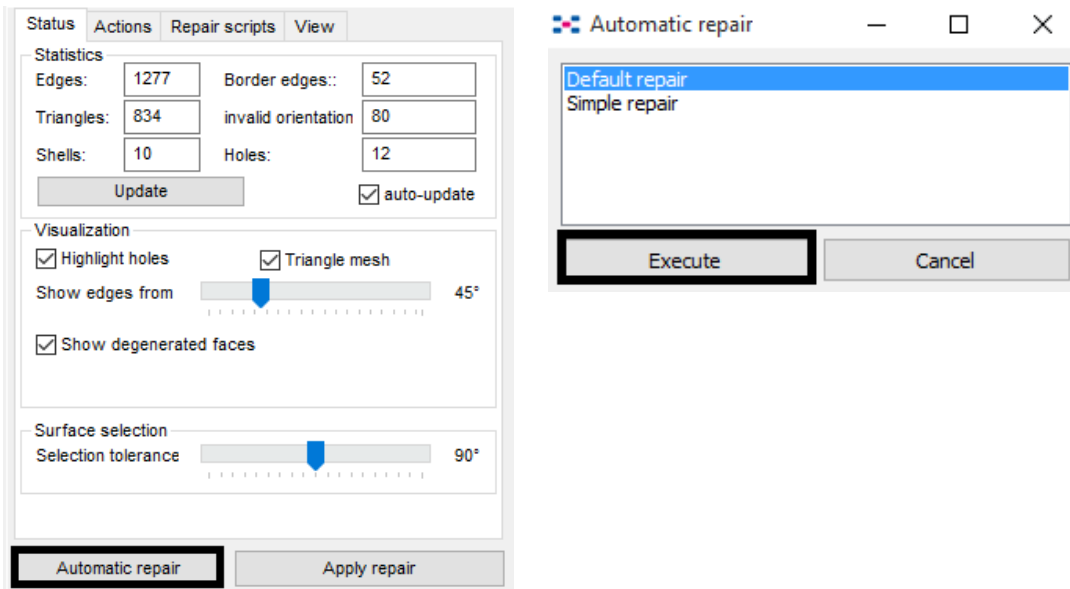 Status Actions Repair scripts View
Statistics
Edges: 1277 Border edges:: 52
Triangles: 834 invalid orientation 80
Shells: 10 Holes: 12
Update auto-update
Visualization
Highlight holes Triangle mesh
Show edges from 45°
Show degenerated faces
Surface selection
Selection tolerance 90°
Automatic repair Apply repair
Automatic repair
Default repair
Simple repair
Execute Cancel